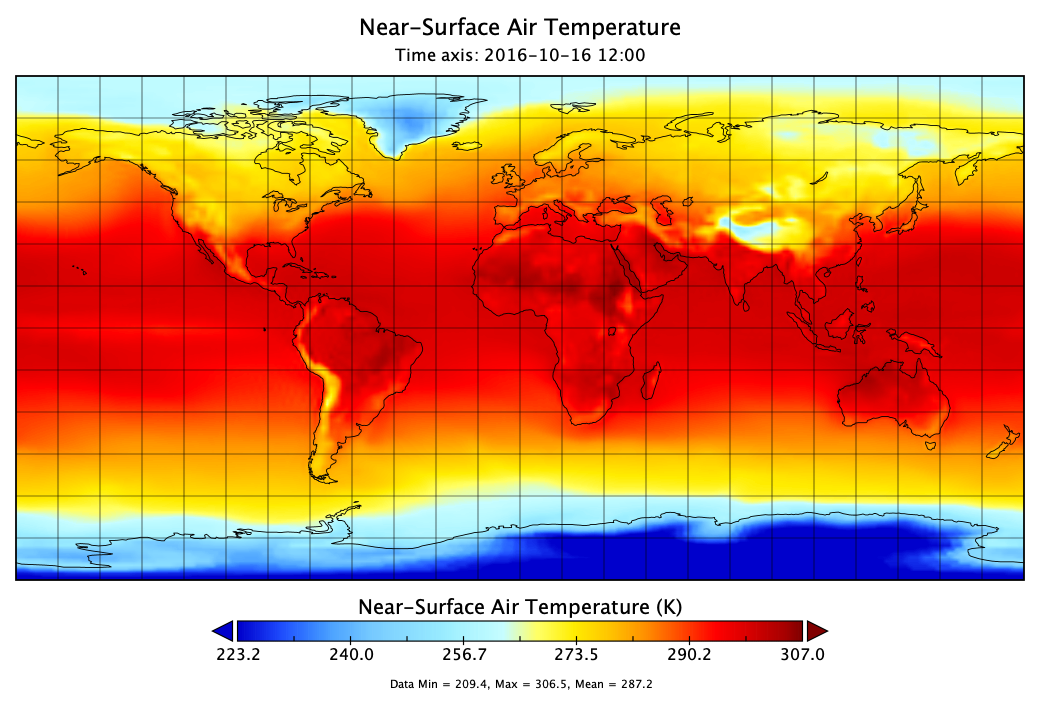 Near-Surface Air Temperature
Time axis: 2016-10-16 12:00
Near-Surface Air Temperature (K)
223.2 240.0 256.7 273.5 290.2 307.0
Data Min = 209.4, Max = 306.5, Mean = 287.2